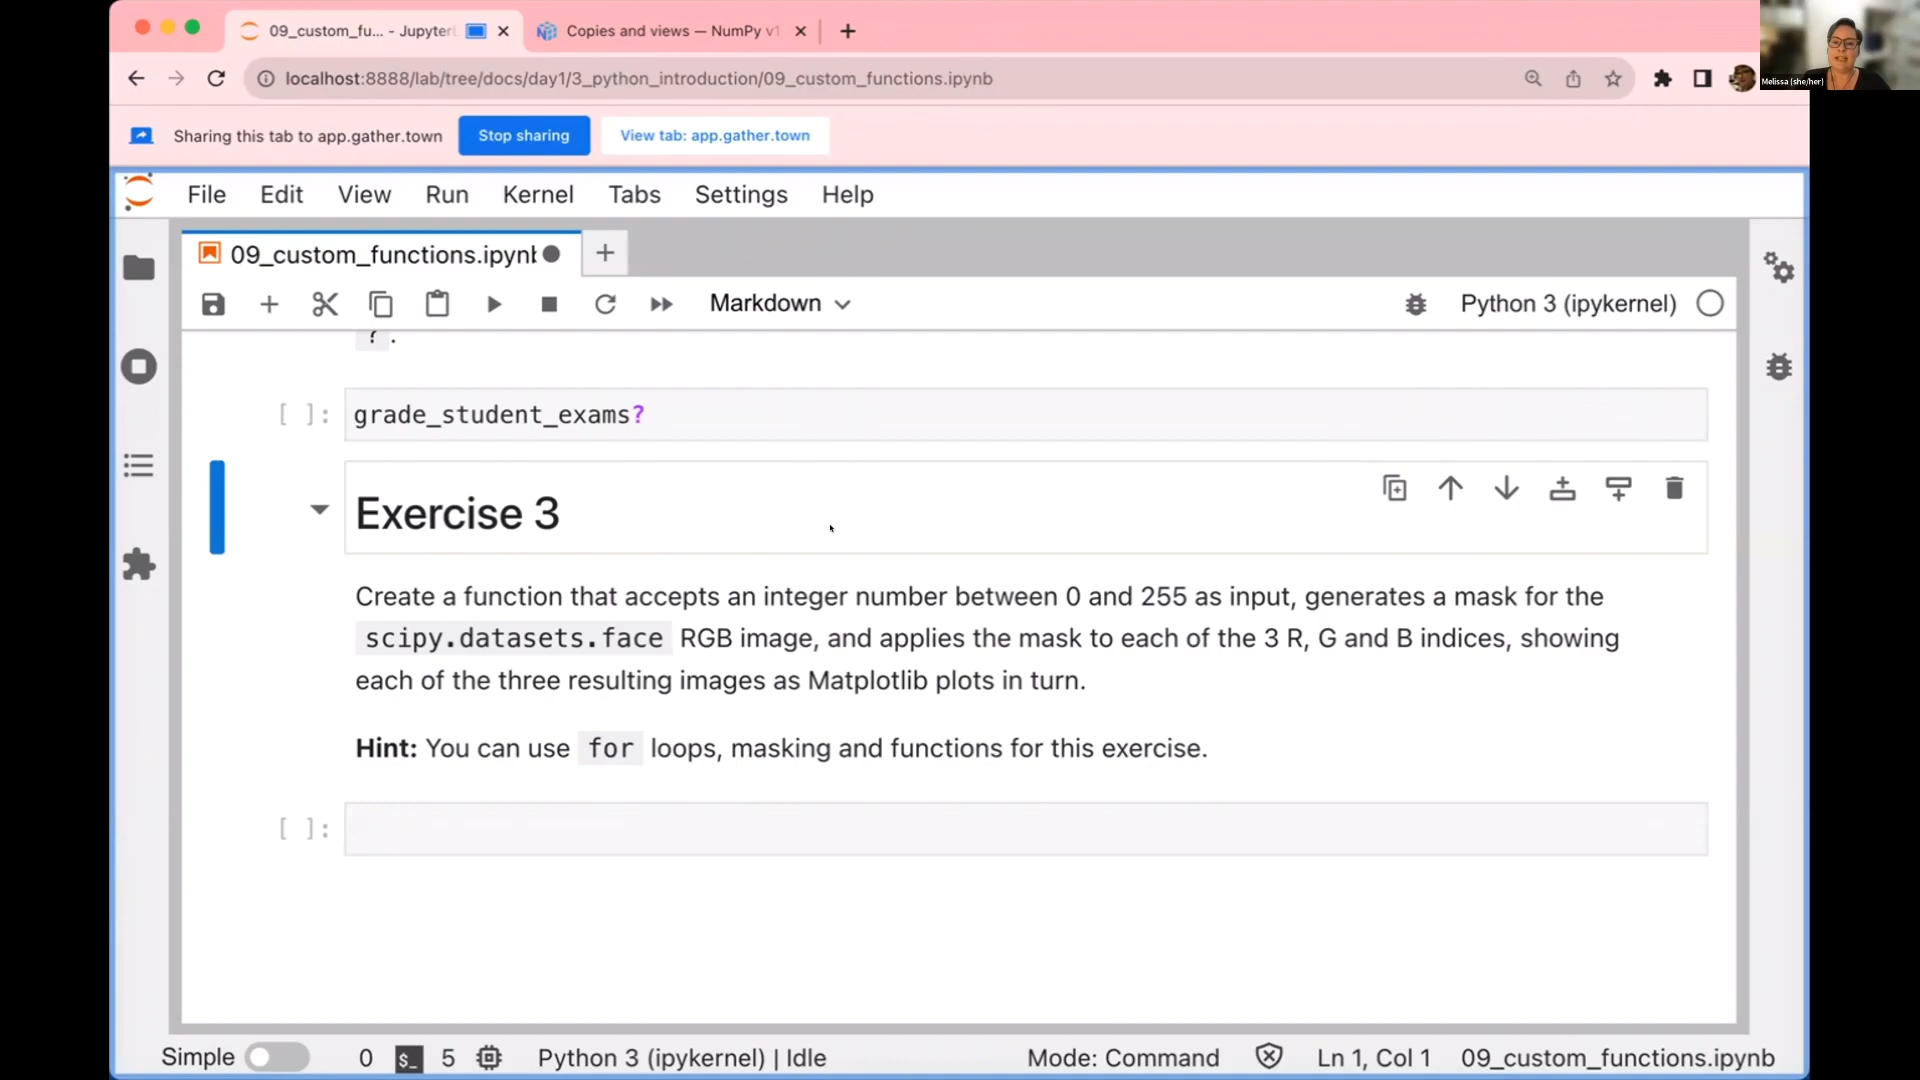 09_custom_fu... - Jupyter
Copies and views — NumPy v1
localhost:8888/lab/tree/docs/day1/3_python_introduction/09_custom_functions.ipynb
Melissa (she/her)
Sharing this tab to app.gather.town
Stop sharing
View tab: app.gather.town
File Edit View Run Kernel Tabs Settings Help
09_custom_functions.ipynb
Markdown
Python 3 (ipykernel)
? .
[ ]: grade_student_exams?
Exercise 3
Create a function that accepts an integer number between 0 and 255 as input, generates a mask for the
scipy.datasets.face RGB image, and applies the mask to each of the 3 R, G and B indices, showing
each of the three resulting images as Matplotlib plots in turn.
Hint: You can use for loops, masking and functions for this exercise.
[ ]:
Simple 0 $_ 5 Python 3 (ipykernel) | Idle Mode: Command Ln 1, Col 1 09_custom_functions.ipynb